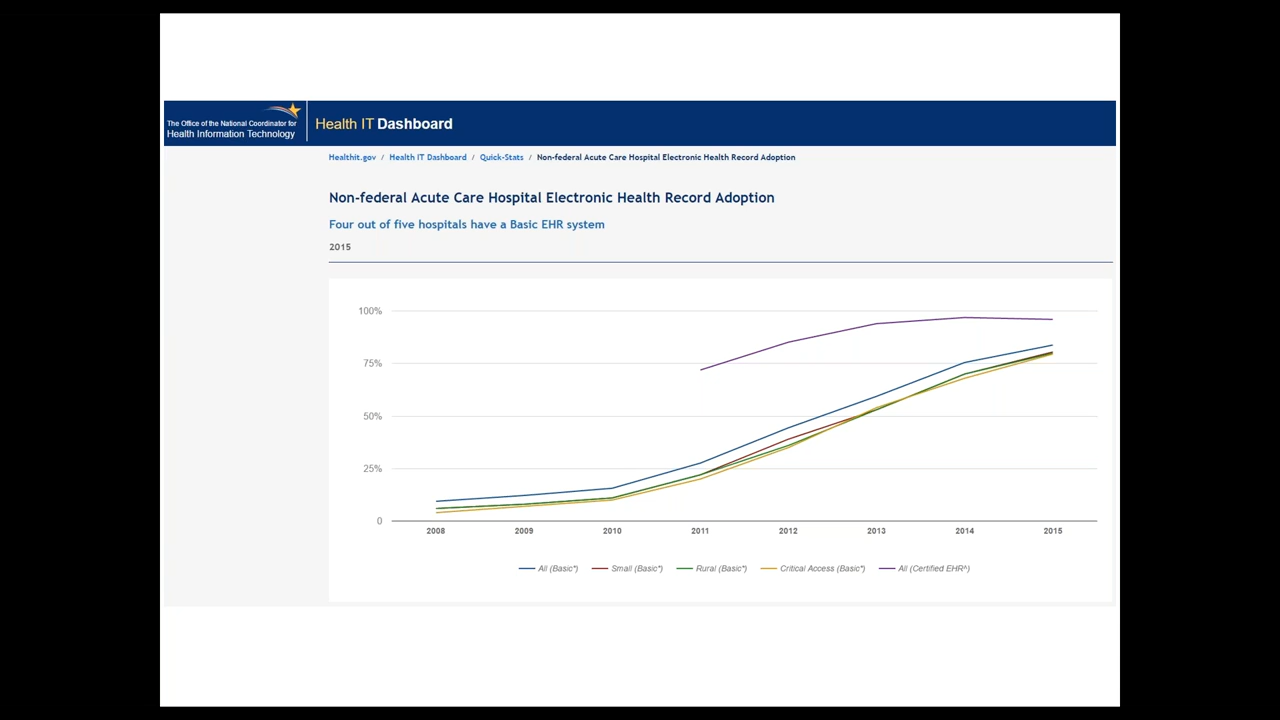 The Office of the National Coordinator for
Health Information Technology
Health IT Dashboard
Healthit.gov / Health IT Dashboard / Quick-Stats / Non-federal Acute Care Hospital Electronic Health Record Adoption
Non-federal Acute Care Hospital Electronic Health Record Adoption
Four out of five hospitals have a Basic EHR system
2015
100%
75%
50%
25%
0
2008 2009 2010 2011 2012 2013 2014 2015
All (Basic*) Small (Basic*) Rural (Basic*) Critical Access (Basic*) All (Certified EHR^)